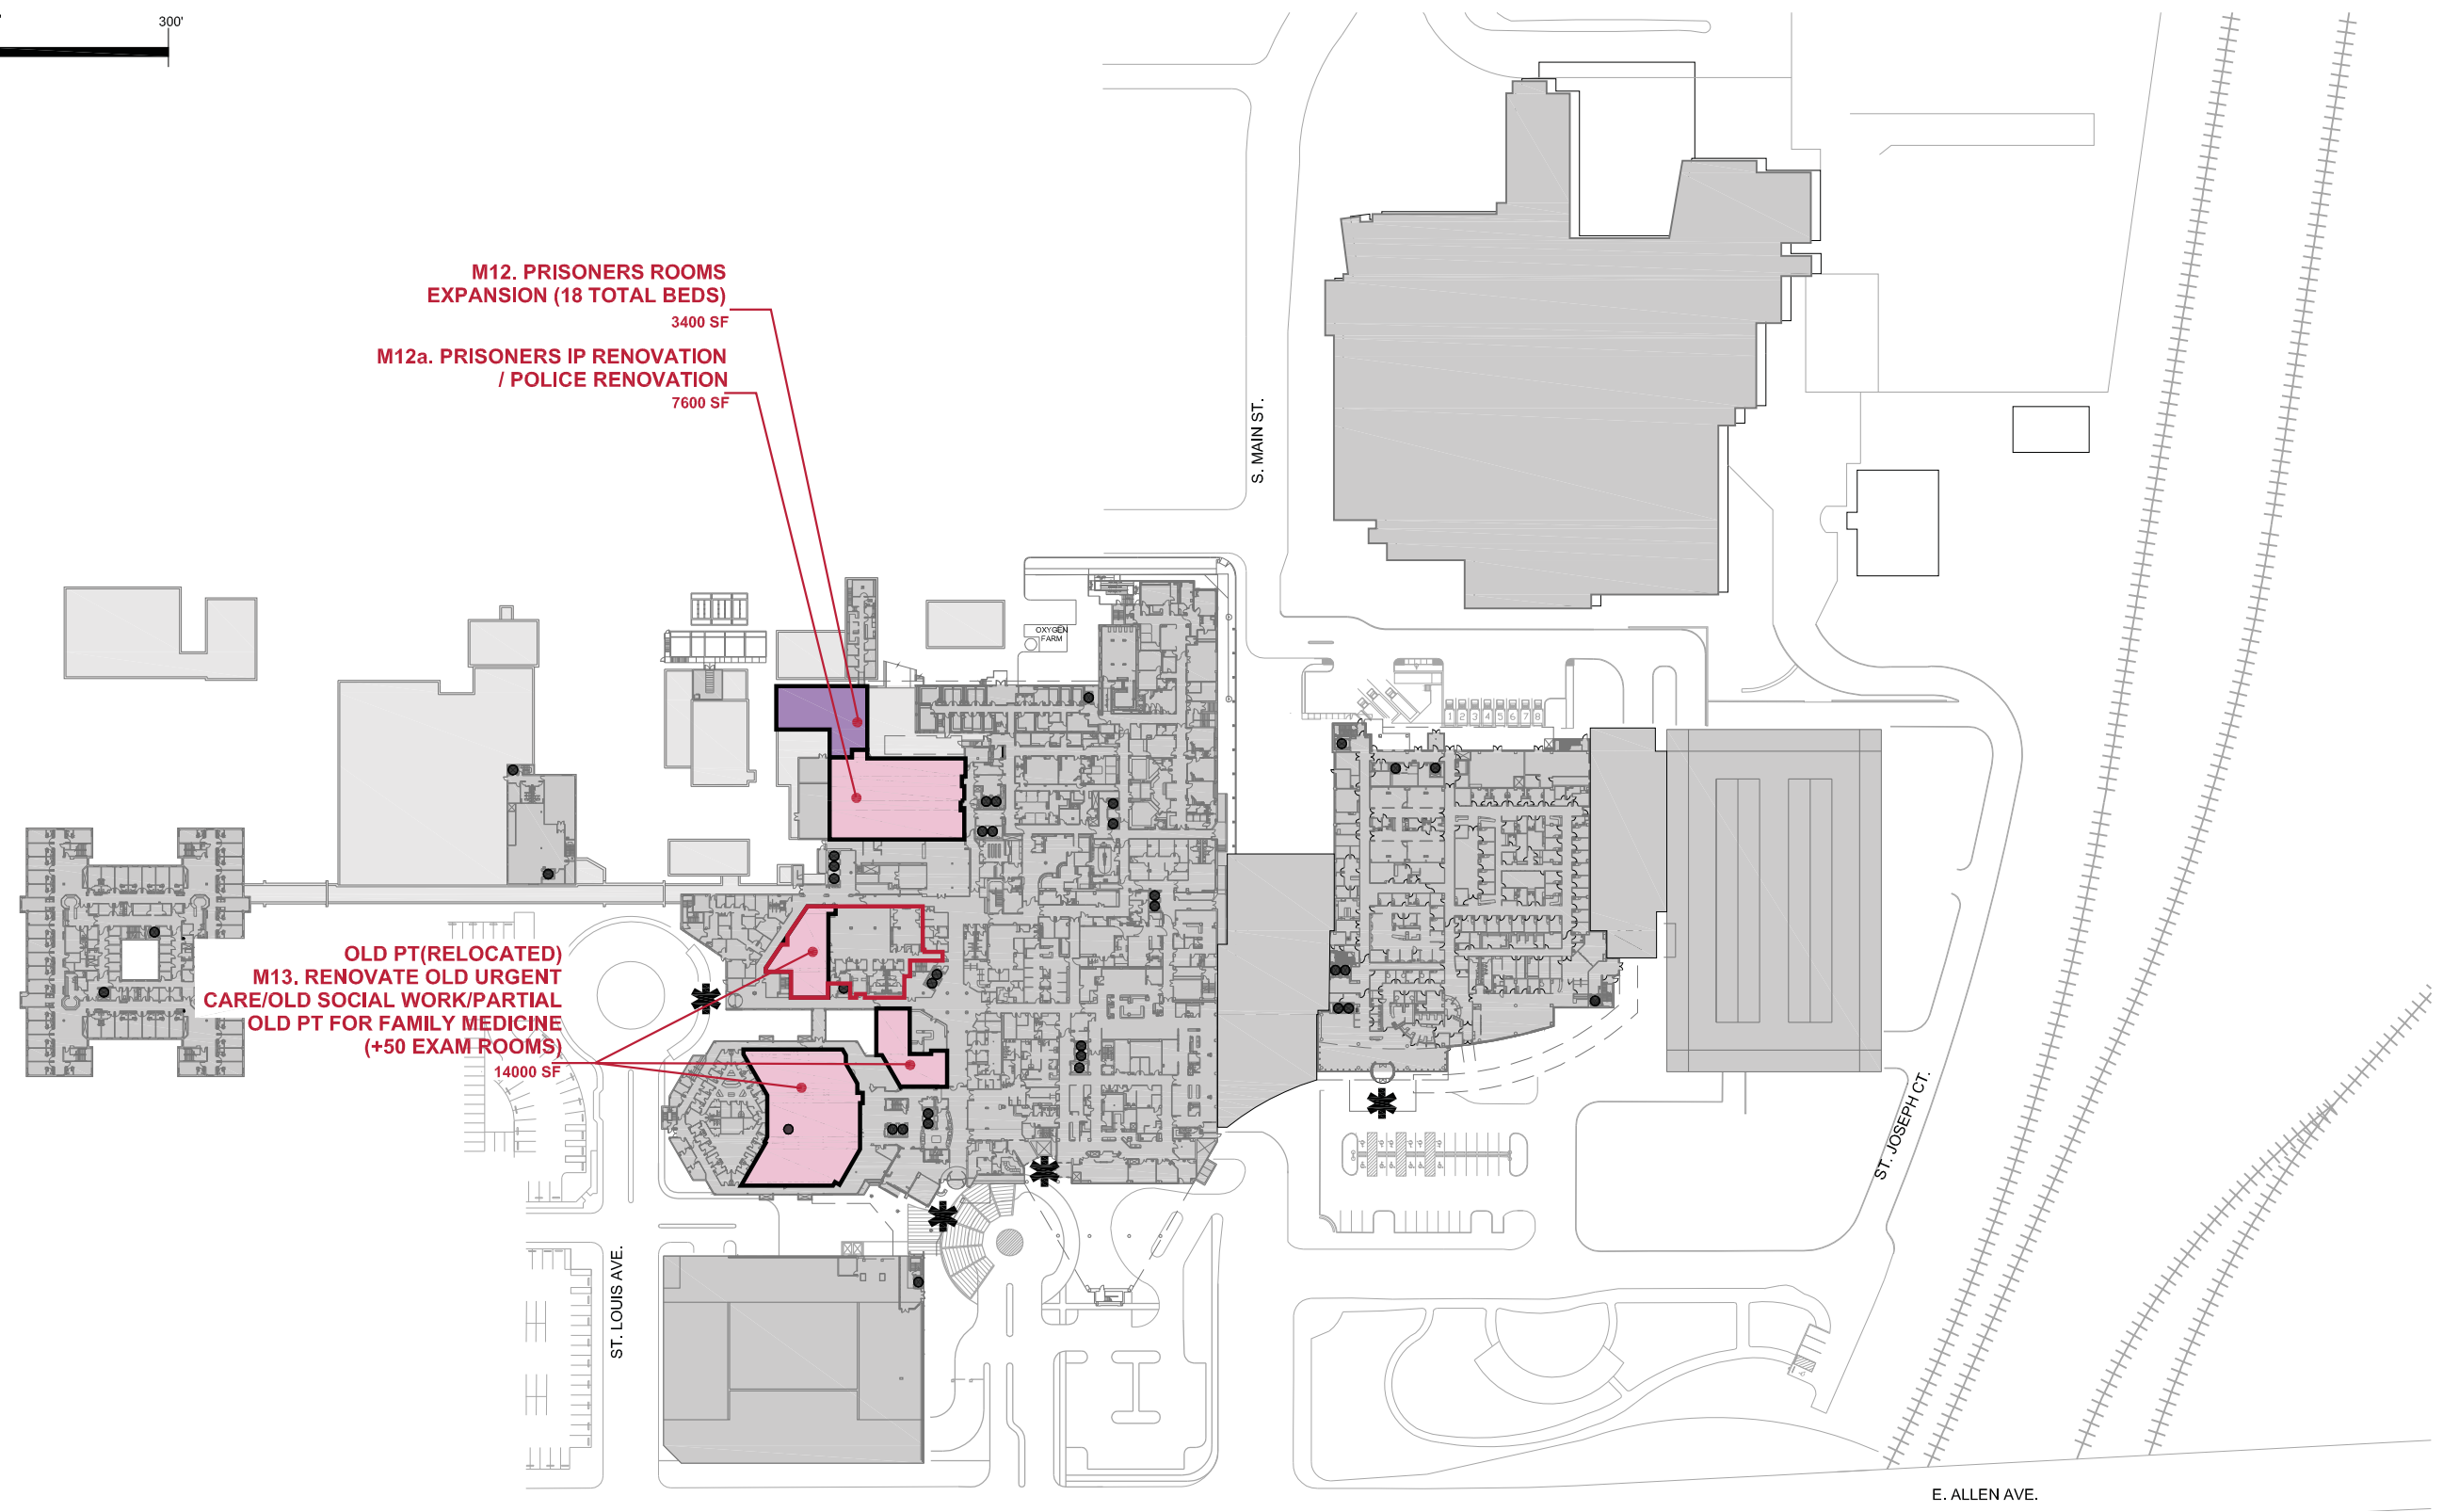 300'
M12. PRISONERS ROOMS
EXPANSION (18 TOTAL BEDS)
3400 SF
M12a. PRISONERS IP RENOVATION
/ POLICE RENOVATION
7600 SF
S. MAIN ST.
OXYGEN
FARM
1 2 3 4 5 6 7 8
OLD PT(RELOCATED)
M13. RENOVATE OLD URGENT
CARE/OLD SOCIAL WORK/PARTIAL
OLD PT FOR FAMILY MEDICINE
(+50 EXAM ROOMS)
14000 SF
ST. JOSEPH CT.
ST. LOUIS AVE.
E. ALLEN AVE.